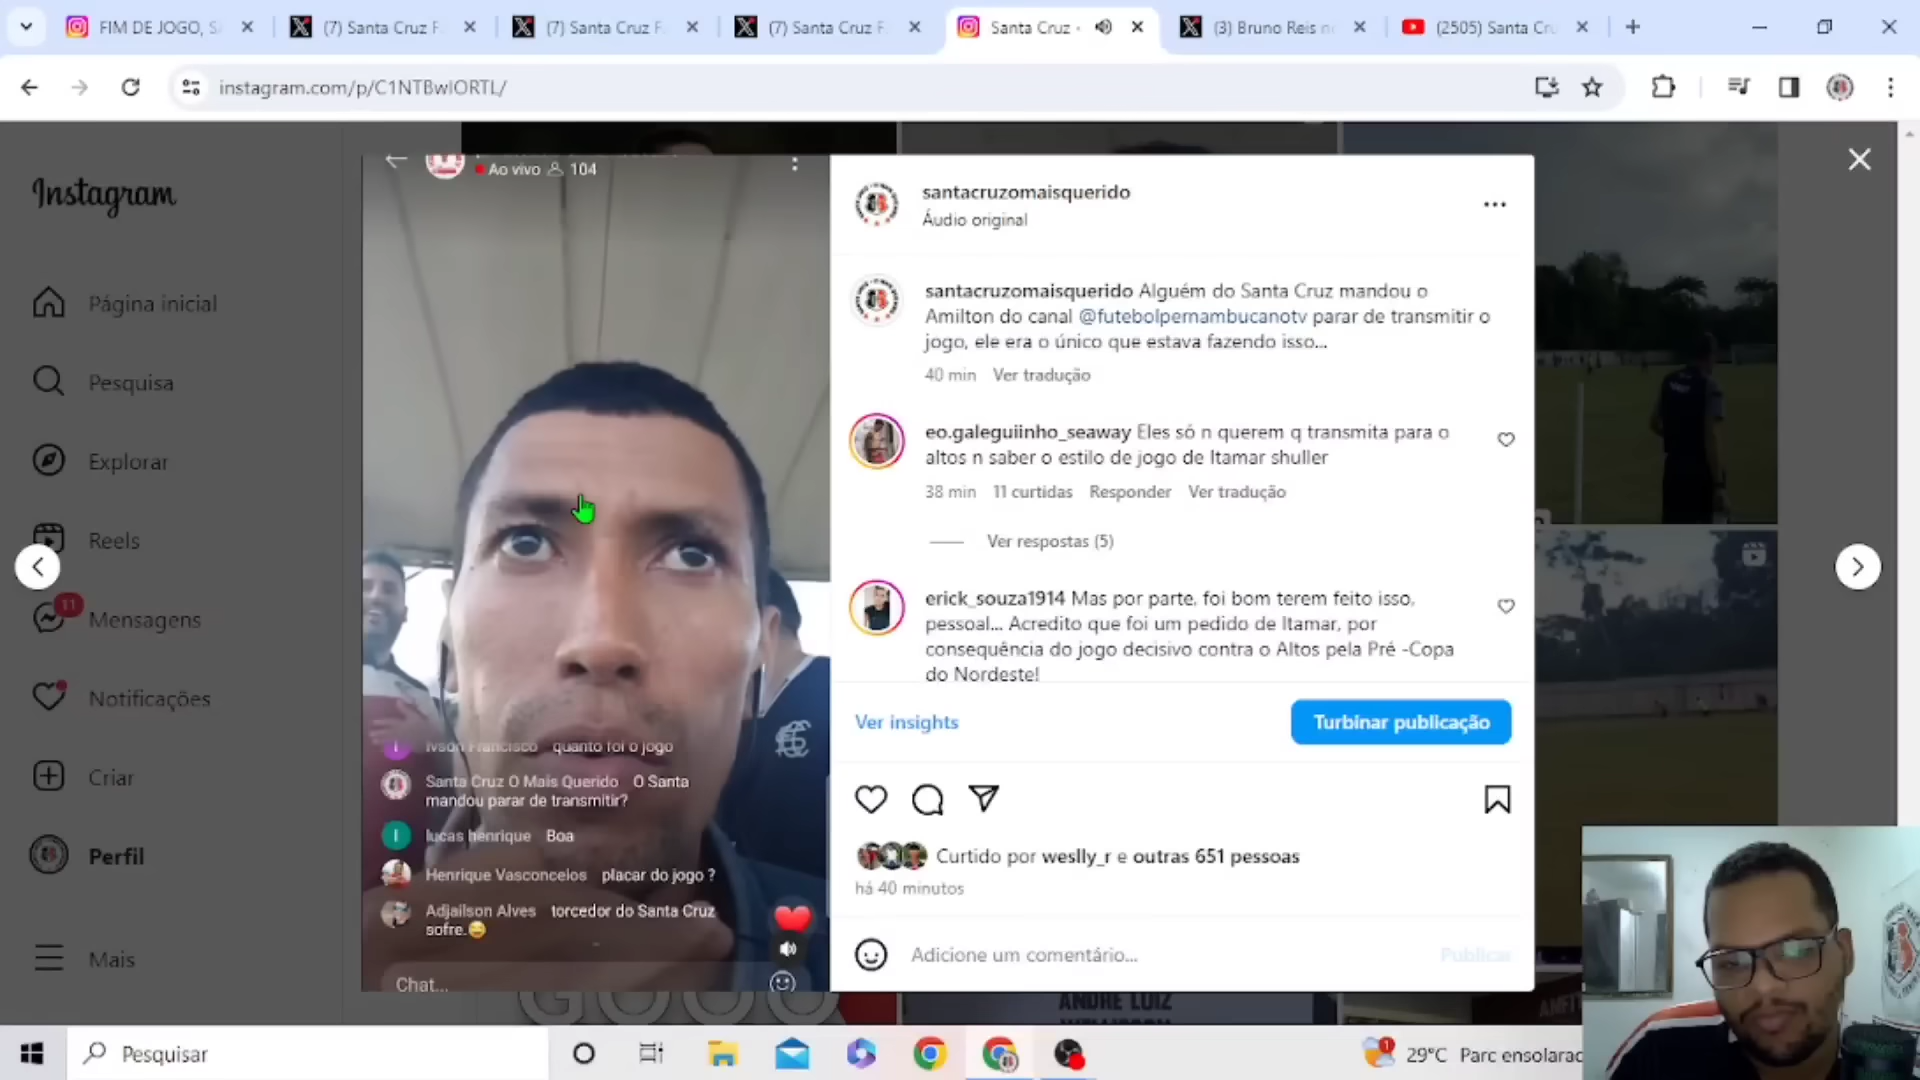 FIM DE JOGO, S
(7) Santa Cruz F
(7) Santa Cruz F
(7) Santa Cruz F
Santa Cruz
(3) Bruno Reis n
(2505) Santa Cru
instagram.com/p/C1NTBwlORTL/
Instagram
Página inicial
Pesquisa
Explorar
Reels
11
Mensagens
Notificações
Criar
Perfil
Mais
Ao vivo 104
Ivson Francisco quanto foi o jogo
Santa Cruz O Mais Querido O Santa
mandou parar de transmitir?
lucas henrique Boa
Henrique Vasconcelos placar do jogo ?
Adjailson Alves torcedor do Santa Cruz
sofre.😅
Chat...
santacruzomaisquerido
Áudio original
santacruzomaisquerido Alguém do Santa Cruz mandou o
Amilton do canal @futebolpernambucanotv parar de transmitir o
jogo, ele era o único que estava fazendo isso...
40 min Ver tradução
eo.galeguiinho_seaway Eles só n querem q transmita para o
altos n saber o estilo de jogo de Itamar shuller
38 min 11 curtidas Responder Ver tradução
Ver respostas (5)
erick_souza1914 Mas por parte, foi bom terem feito isso,
pessoal... Acredito que foi um pedido de Itamar, por
consequência do jogo decisivo contra o Altos pela Pré -Copa
do Nordeste!
Ver insights
Turbinar publicação
Curtido por weslly_r e outras 651 pessoas
há 40 minutos
Adicione um comentário...
Publicar
ANDRÉ LUIZ
Pesquisar
1
29°C Parc ensolarad